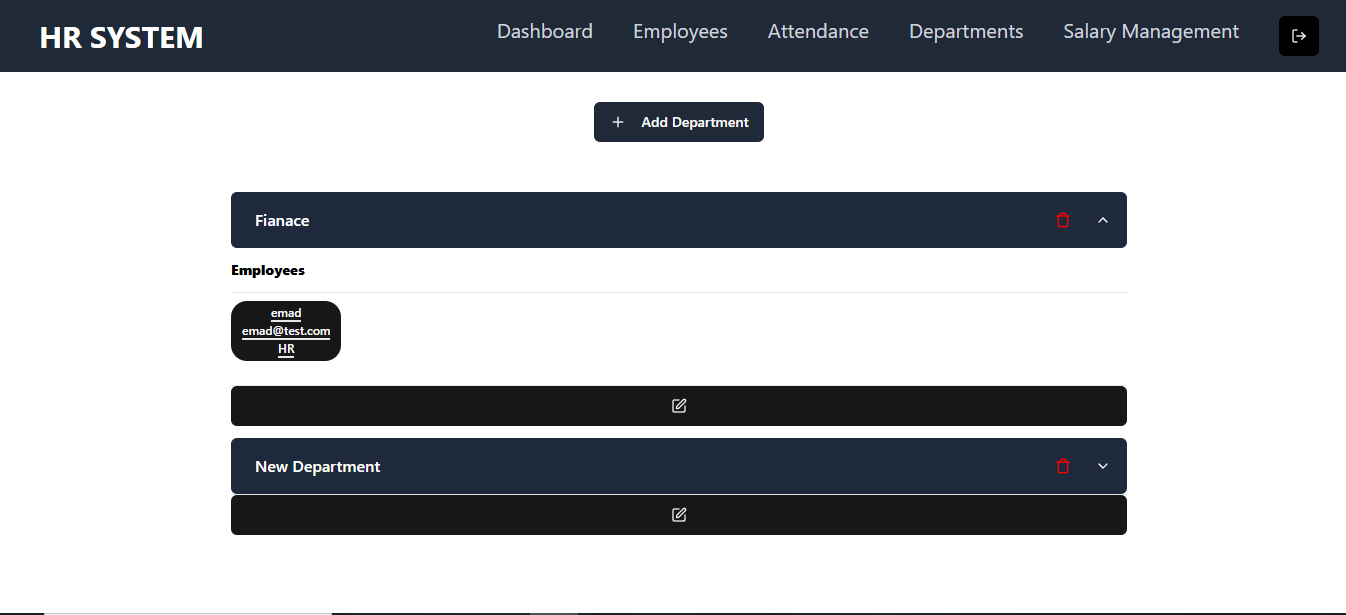 HR SYSTEM
Dashboard Employees Attendance Departments Salary Management
Add Department
Fianace
Employees
emad
emad@test.com
HR
New Department